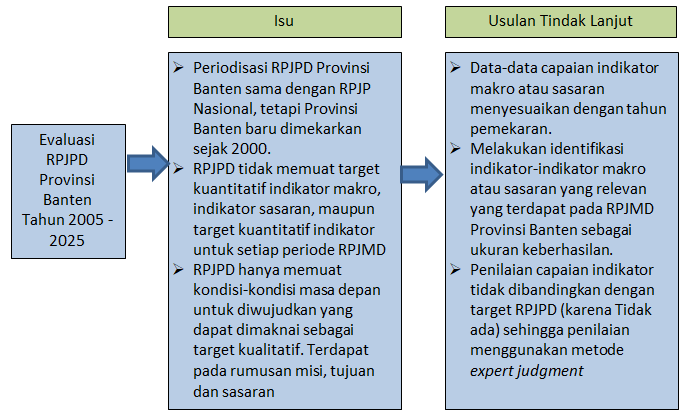 Isu
Usulan Tindak Lanjut
Evaluasi
RPJPD
Provinsi
Banten
Tahun 2005 -
2025
➢ Periodisasi RPJPD Provinsi
Banten sama dengan RPJP
Nasional, tetapi Provinsi
Banten baru dimekarkan
sejak 2000.
➢ RPJPD tidak memuat target
kuantitatif indikator makro,
indikator sasaran, maupun
target kuantitatif indikator
untuk setiap periode RPJMD
➢ RPJPD hanya memuat
kondisi-kondisi masa depan
untuk diwujudkan yang
dapat dimaknai sebagai
target kualitatif. Terdapat
pada rumusan misi, tujuan
dan sasaran
➢ Data-data capaian indikator
makro atau sasaran
menyesuaikan dengan tahun
pemekaran.
➢ Melakukan identifikasi
indikator-indikator makro
atau sasaran yang relevan
yang terdapat pada RPJMD
Provinsi Banten sebagai
ukuran keberhasilan.
➢ Penilaian capaian indikator
tidak dibandingkan dengan
target RPJPD (karena Tidak
ada) sehingga penilaian
menggunakan metode
expert judgment